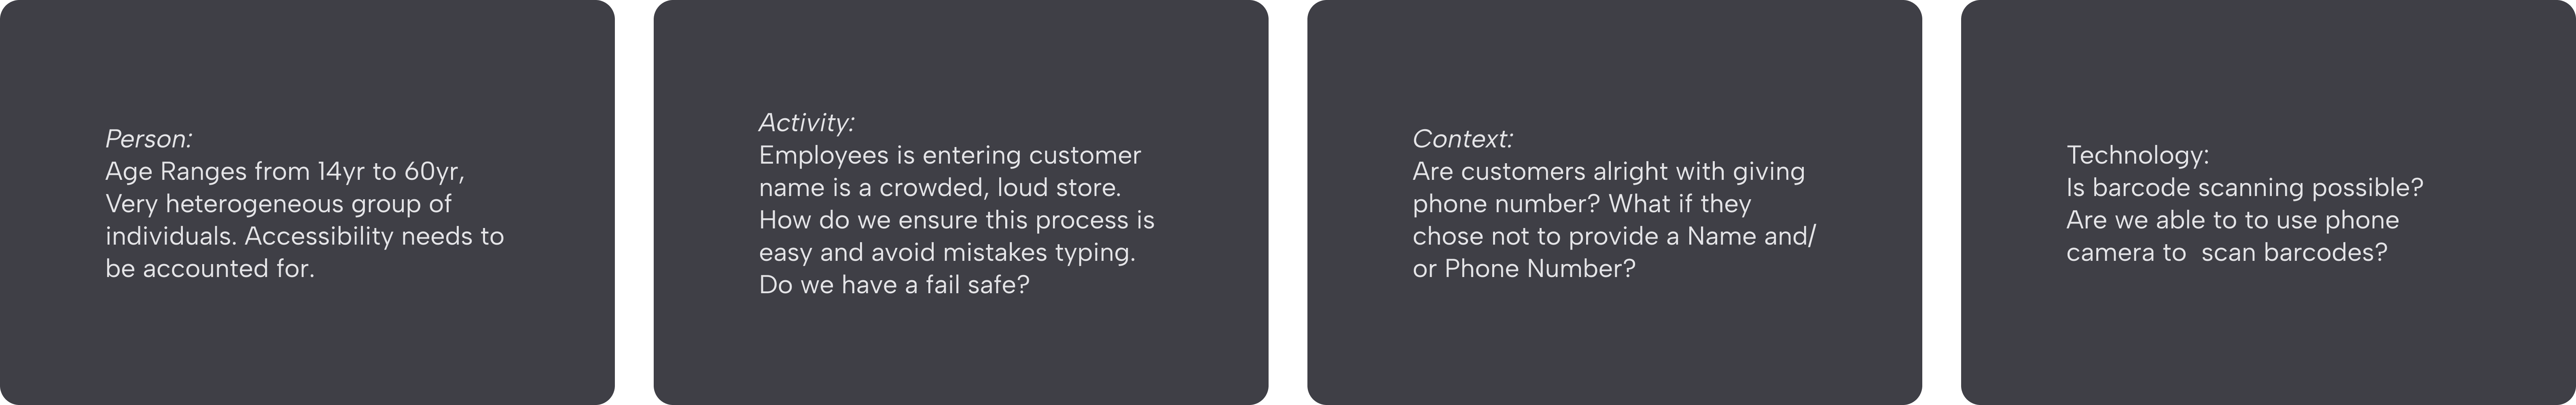 Person:
Age Ranges from 14yr to 60yr,
Very heterogeneous group of
individuals. Accessibility needs to
be accounted for.
Activity:
Employees is entering customer
name is a crowded, loud store.
How do we ensure this process is
easy and avoid mistakes typing.
Do we have a fail safe?
Context:
Are customers alright with giving
phone number? What if they
chose not to provide a Name and/
or Phone Number?
Technology:
Is barcode scanning possible?
Are we able to to use phone
camera to  scan barcodes?